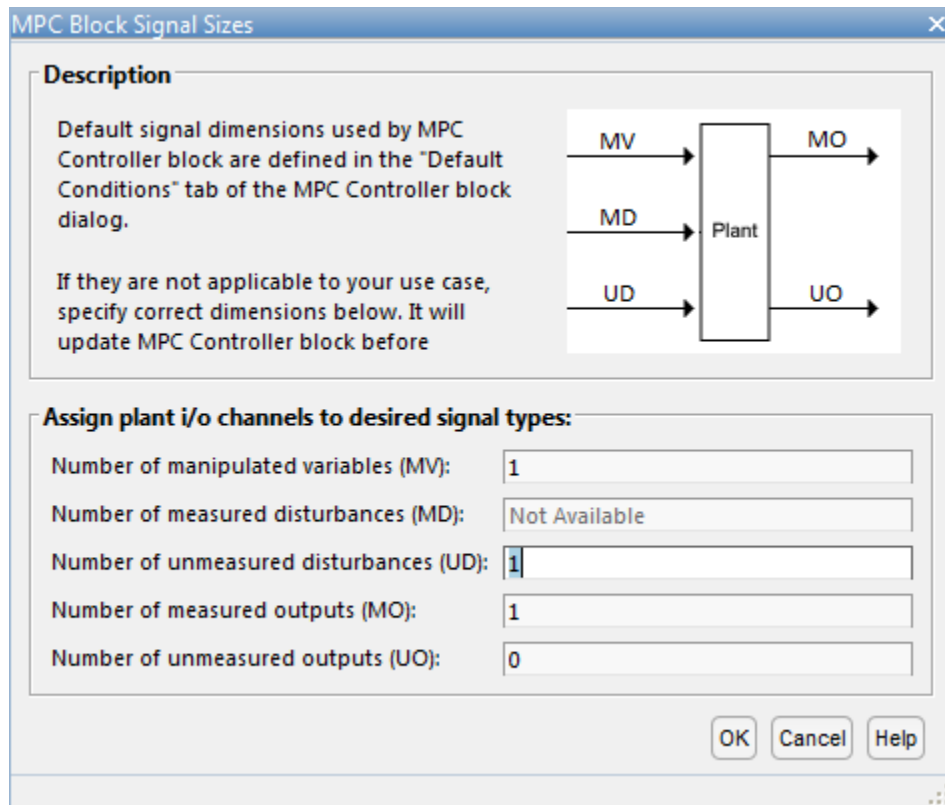 MPC Block Signal Sizes
Description
Default signal dimensions used by MPC
Controller block are defined in the "Default
Conditions" tab of the MPC Controller block
dialog.
If they are not applicable to your use case,
specify correct dimensions below. It will
update MPC Controller block before
MV
MO
MD
Plant
UD
UO
Assign plant i/o channels to desired signal types:
Number of manipulated variables (MV): 1
Number of measured disturbances (MD): Not Available
Number of unmeasured disturbances (UD): 1
Number of measured outputs (MO): 1
Number of unmeasured outputs (UO): 0
OK Cancel Help